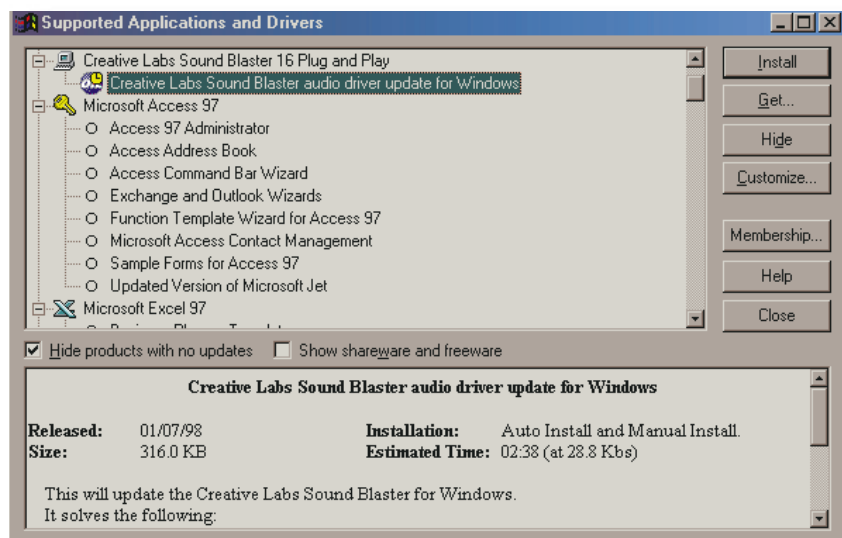 Supported Applications and Drivers
Creative Labs Sound Blaster 16 Plug and Play
Creative Labs Sound Blaster audio driver update for Windows
Microsoft Access 97
Access 97 Administrator
Access Address Book
Access Command Bar Wizard
Exchange and Outlook Wizards
Function Template Wizard for Access 97
Microsoft Access Contact Management
Sample Forms for Access 97
Updated Version of Microsoft Jet
Microsoft Excel 97
Install
Get...
Hide
Customize...
Membership...
Help
Close
Hide products with no updates Show shareware and freeware
Creative Labs Sound Blaster audio driver update for Windows
Released: 01/07/98 Installation: Auto Install and Manual Install.
Size: 316.0 KB Estimated Time: 02:38 (at 28.8 Kbs)
This will update the Creative Labs Sound Blaster for Windows.
It solves the following: